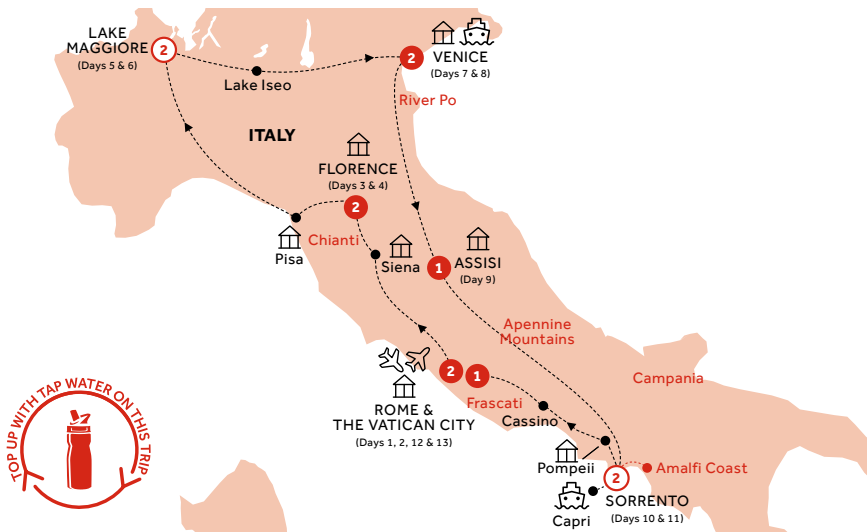 LAKE
MAGGIORE
(Days 5 & 6)
2
Lake Iseo
2
VENICE
(Days 7 & 8)
River Po
ITALY
FLORENCE
(Days 3 & 4)
2
Pisa
Chianti
Siena
1
ASSISI
(Day 9)
Apennine
Mountains
Campania
2
1
ROME &
THE VATICAN CITY
(Days 1, 2, 12 & 13)
Frascati
Cassino
Pompeii
2
Amalfi Coast
Capri
SORRENTO
(Days 10 & 11)
TOP UP WITH TAP WATER ON THIS TRIP